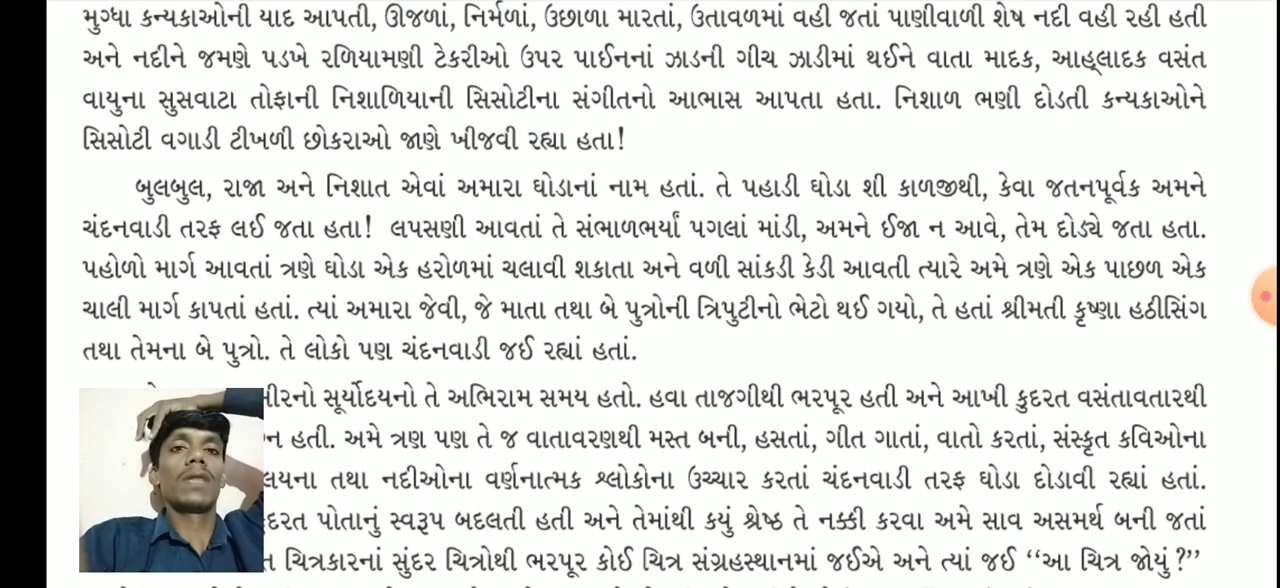 મુગ્ધા કન્યકાઓની યાદ આપતી, ઊજળાં, નિર્મળાં, ઉછાળા મારતાં, ઉતાવળમાં વહી જતાં પાણીવાળી શેષ નદી વહી રહી હતી
અને નદીને જમણે પડખે રળિયામણી ટેકરીઓ ઉપર પાઈનનાં ઝાડની ગીચ ઝાડીમાં થઈને વાતા માદક, આહ્લાદક વસંત
વાયુના સુસવાટા તોફાની નિશાળિયાની સિસોટીના સંગીતનો આભાસ આપતા હતા. નિશાળ ભણી દોડતી કન્યકાઓને
સિસોટી વગાડી ટીખળી છોકરાઓ જાણે ખીજવી રહ્યા હતા!
બુલબુલ, રાજા અને નિશાત એવાં અમારા ઘોડાનાં નામ હતાં. તે પહાડી ઘોડા શી કાળજીથી, કેવા જતનપૂર્વક અમને
ચંદનવાડી તરફ લઈ જતા હતા! લપસણી આવતાં તે સંભાળભર્યાં પગલાં માંડી, અમને ઈજા ન આવે, તેમ દોડ્યે જતા હતા.
પહોળો માર્ગ આવતાં ત્રણે ઘોડા એક હરોળમાં ચલાવી શકાતા અને વળી સાંકડી કેડી આવતી ત્યારે અમે ત્રણે એક પાછળ એક
ચાલી માર્ગ કાપતાં હતાં. ત્યાં અમારા જેવી, જે માતા તથા બે પુત્રોની ત્રિપુટીનો ભેટો થઈ ગયો, તે હતાં શ્રીમતી કૃષ્ણા હઠીસિંગ
તથા તેમના બે પુત્રો. તે લોકો પણ ચંદનવાડી જઈ રહ્યાં હતાં.
સૂર્યોદયનો તે અભિરામ સમય હતો. હવા તાજગીથી ભરપૂર હતી અને આખી કુદરત વસંતાવતારથી
હતી. અમે ત્રણ પણ તે જ વાતાવરણથી મસ્ત બની, હસતાં, ગીત ગાતાં, વાતો કરતાં, સંસ્કૃત કવિઓના
તથા નદીઓના વર્ણનાત્મક શ્લોકોના ઉચ્ચાર કરતાં ચંદનવાડી તરફ ઘોડા દોડાવી રહ્યાં હતાં.
પોતાનું સ્વરૂપ બદલતી હતી અને તેમાંથી કયું શ્રેષ્ઠ તે નક્કી કરવા અમે સાવ અસમર્થ બની જતાં
ચિત્રકારનાં સુંદર ચિત્રોથી ભરપૂર કોઈ ચિત્ર સંગ્રહસ્થાનમાં જઈએ અને ત્યાં જઈ “આ ચિત્ર જોયું?”